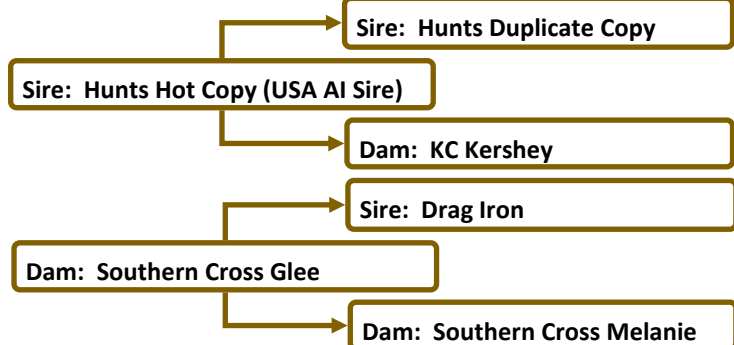 Sire: Hunts Duplicate Copy
Sire: Hunts Hot Copy (USA AI Sire)
Dam: KC Kershey
Sire: Drag Iron
Dam: Southern Cross Glee
Dam: Southern Cross Melanie